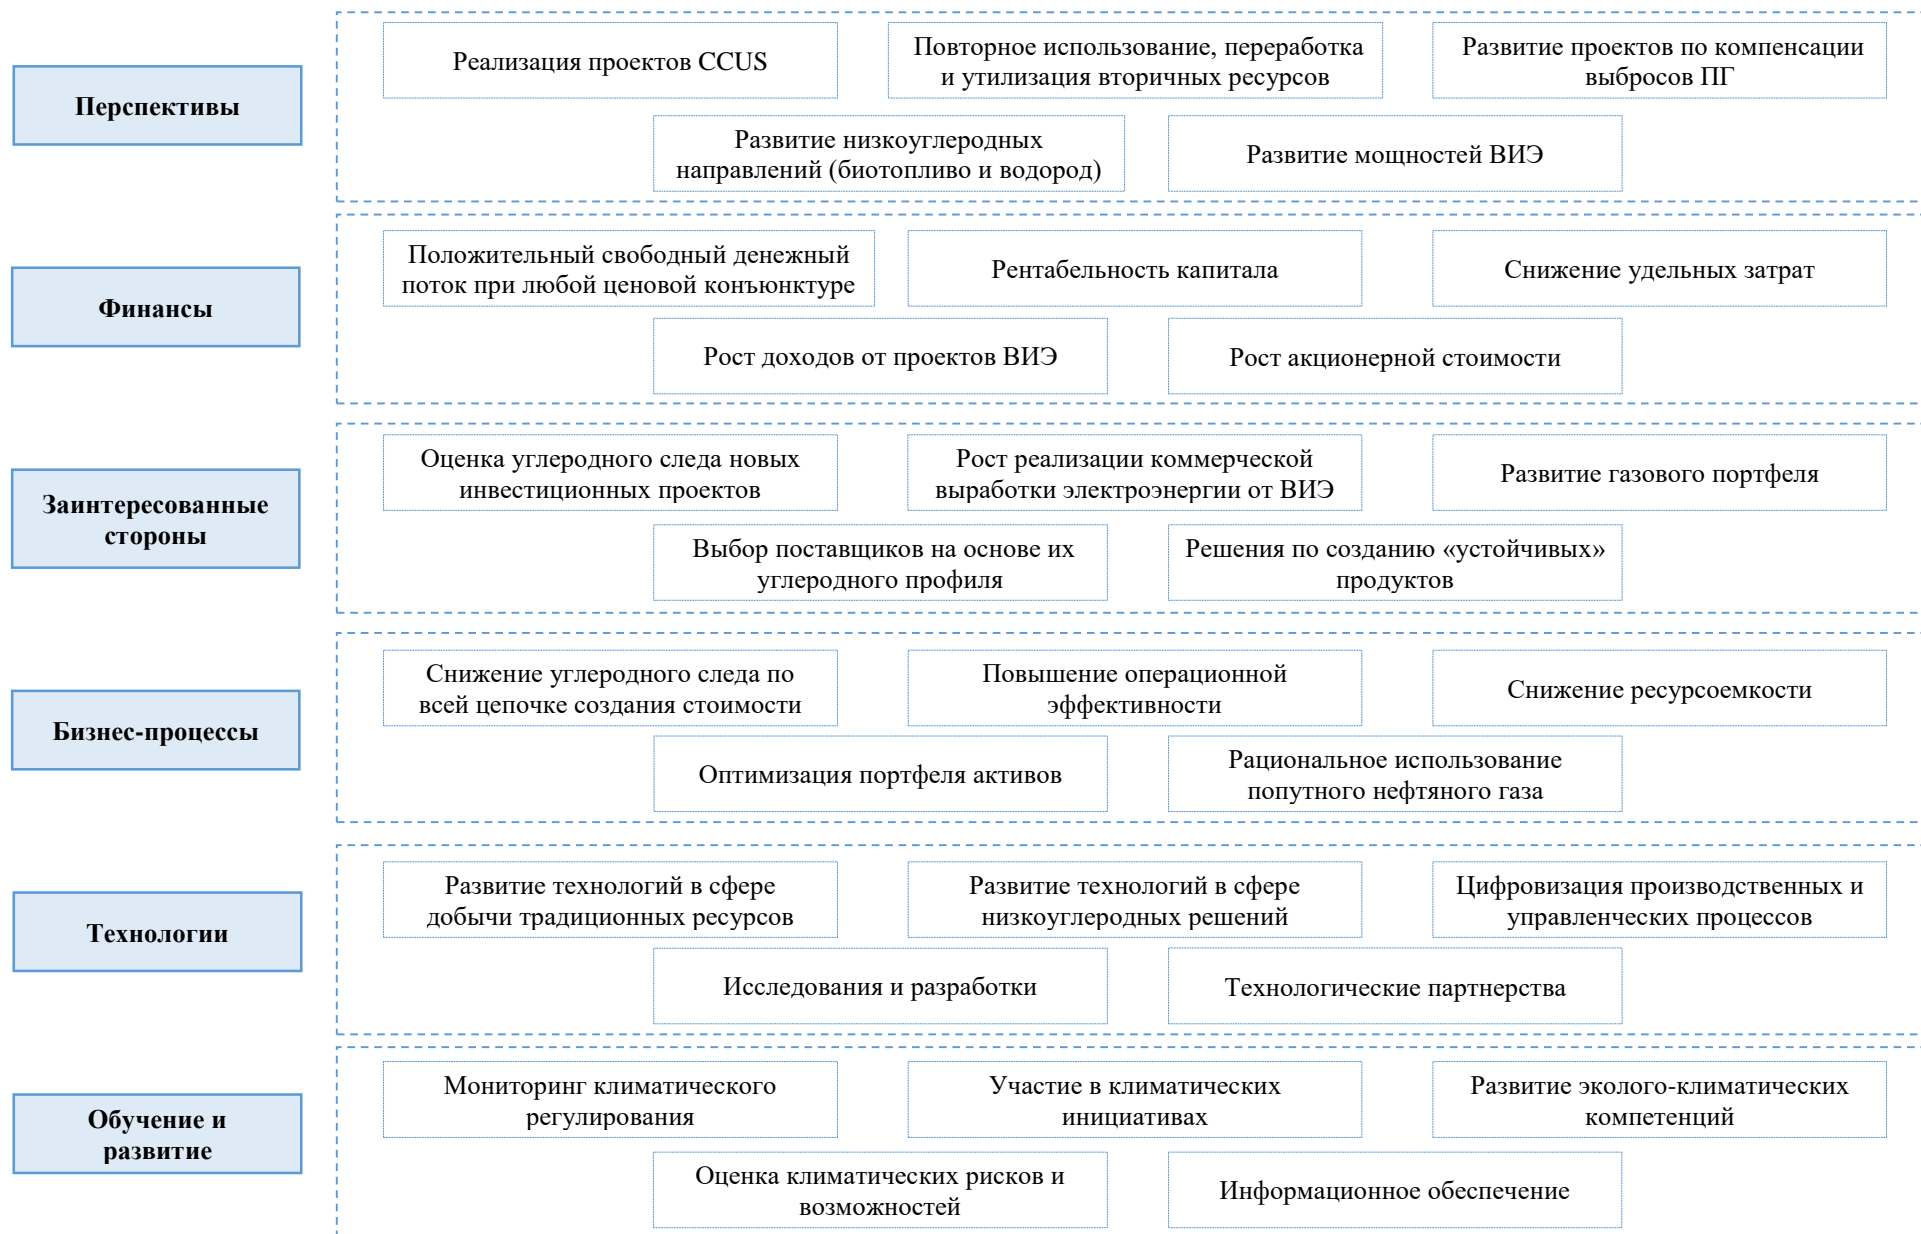 Перспективы
Реализация проектов CCUS
Повторное использование, переработка
и утилизация вторичных ресурсов
Развитие проектов по компенсации
выбросов ПГ
Развитие низкоуглеродных
направлений (биотопливо и водород)
Развитие мощностей ВИЭ
Финансы
Положительный свободный денежный
поток при любой ценовой конъюнктуре
Рентабельность капитала
Снижение удельных затрат
Рост доходов от проектов ВИЭ
Рост акционерной стоимости
Заинтересованные
стороны
Оценка углеродного следа новых
инвестиционных проектов
Рост реализации коммерческой
выработки электроэнергии от ВИЭ
Развитие газового портфеля
Выбор поставщиков на основе их
углеродного профиля
Решения по созданию «устойчивых»
продуктов
Бизнес-процессы
Снижение углеродного следа по
всей цепочке создания стоимости
Повышение операционной
эффективности
Снижение ресурсоемкости
Оптимизация портфеля активов
Рациональное использование
попутного нефтяного газа
Технологии
Развитие технологий в сфере
добычи традиционных ресурсов
Развитие технологий в сфере
низкоуглеродных решений
Цифровизация производственных и
управленческих процессов
Исследования и разработки
Технологические партнерства
Обучение и
развитие
Мониторинг климатического
регулирования
Участие в климатических
инициативах
Развитие эколого-климатических
компетенций
Оценка климатических рисков и
возможностей
Информационное обеспечение